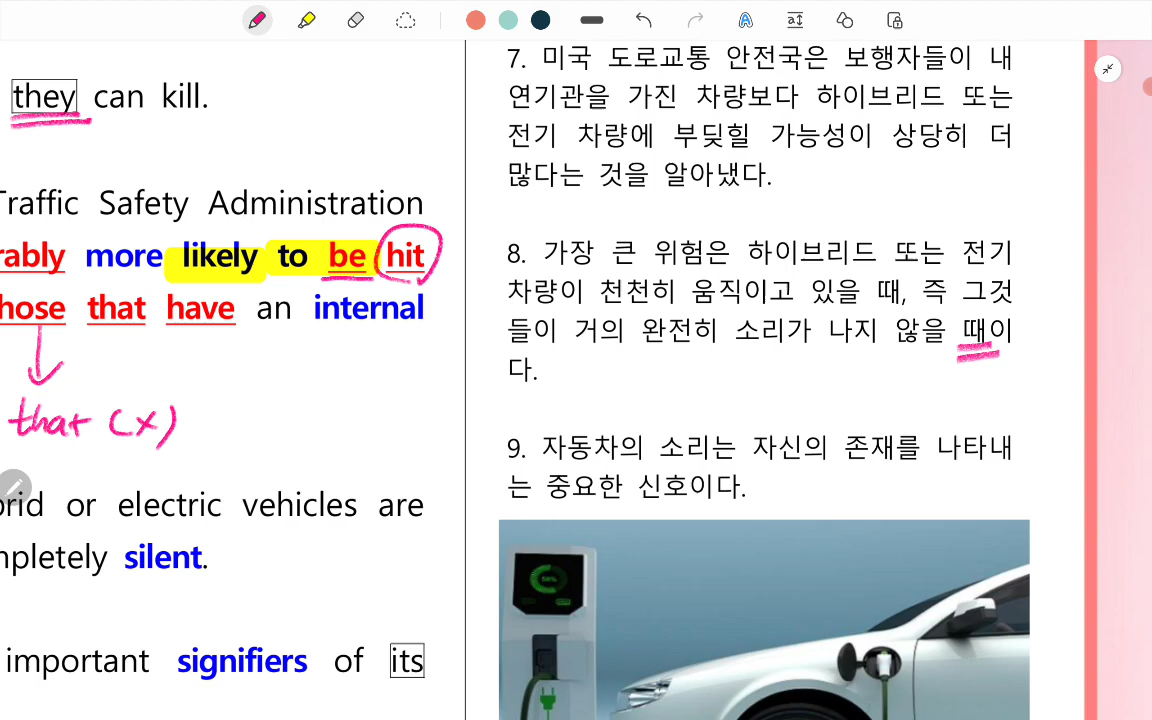 they can kill.
Traffic Safety Administration
rably more likely to be hit
hose that have an internal
that (x)
brid or electric vehicles are
mpletely silent.
important signifiers of its
7. 미국 도로교통 안전국은 보행자들이 내
연기관을 가진 차량보다 하이브리드 또는
전기 차량에 부딪힐 가능성이 상당히 더
많다는 것을 알아냈다.
8. 가장 큰 위험은 하이브리드 또는 전기
차량이 천천히 움직이고 있을 때, 즉 그것
들이 거의 완전히 소리가 나지 않을 때이
다.
9. 자동차의 소리는 자신의 존재를 나타내
는 중요한 신호이다.